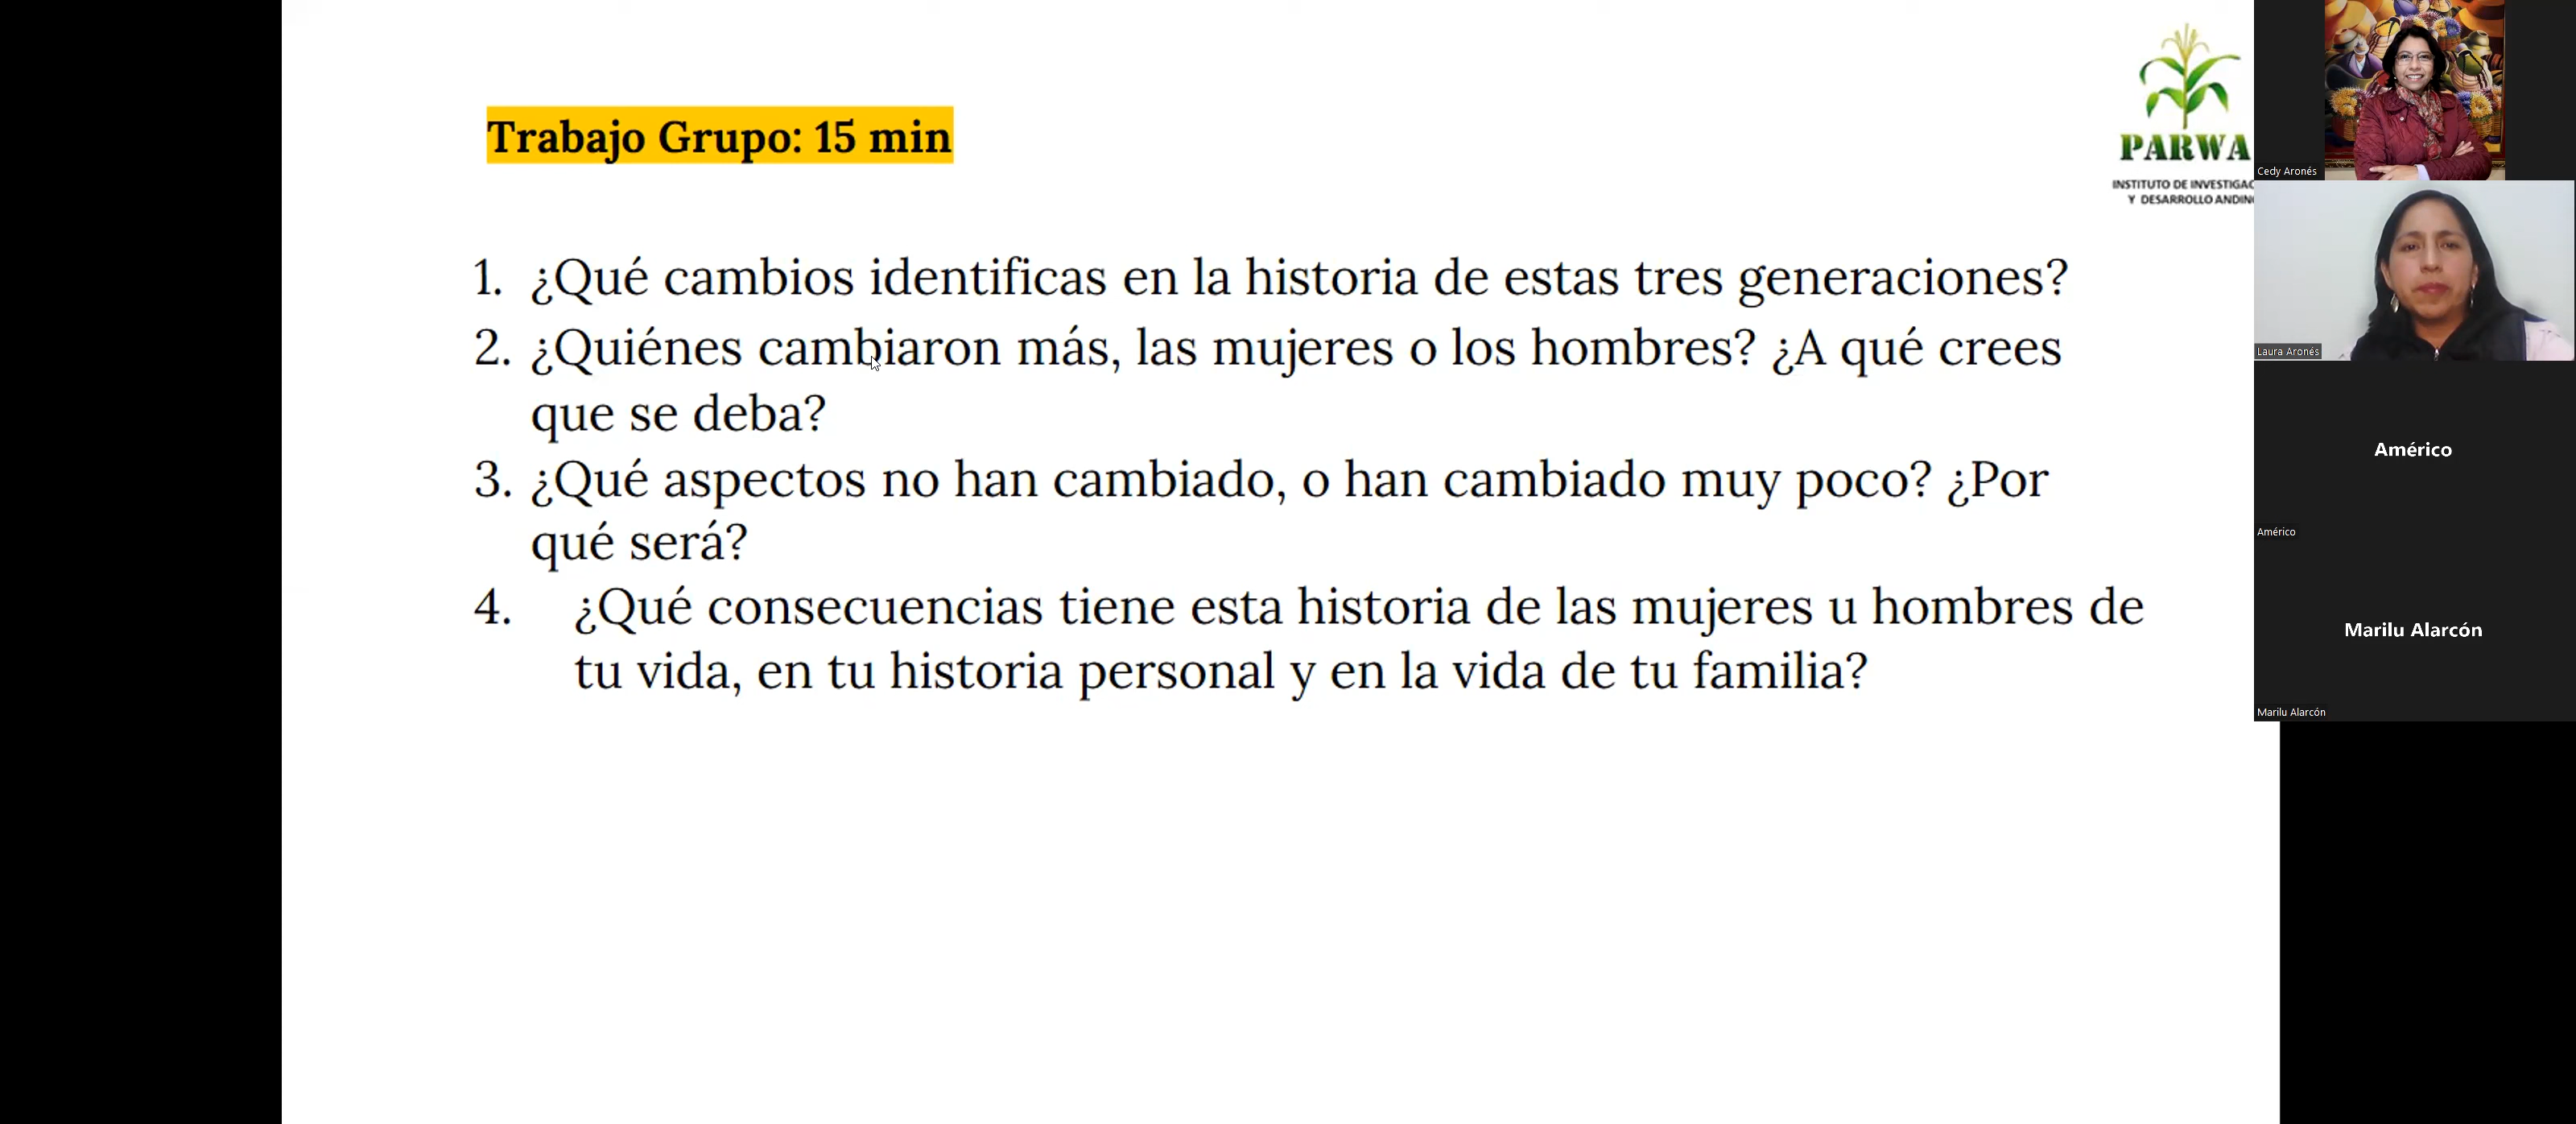 Trabajo Grupo: 15 min
PARWA
INSTITUTO DE INVESTIGAC
Y DESARROLLO ANDIN
1. ¿Qué cambios identificas en la historia de estas tres generaciones?
2. ¿Quiénes cambiaron más, las mujeres o los hombres? ¿A qué crees
que se deba?
3. ¿Qué aspectos no han cambiado, o han cambiado muy poco? ¿Por
qué será?
4. ¿Qué consecuencias tiene esta historia de las mujeres u hombres de
tu vida, en tu historia personal y en la vida de tu familia?
Cedy Aronés
Laura Aronés
Américo
Américo
Marilu Alarcón
Marilu Alarcón